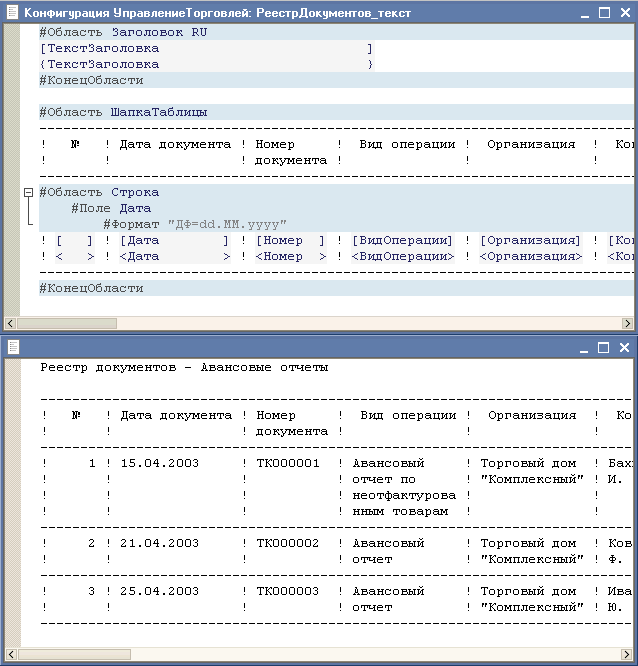 Конфигурация УправлениеТорговлей: РеестрДокументов_текст
#Область Заголовок RU
[ТекстЗаголовка ]
{ТекстЗаголовка }
#КонецОбласти
#Область ШапкаТаблицы
! № ! Дата документа ! Номер ! Вид операции ! Организация !
! ! ! документа ! ! !
#Область Строка
#Поле Дата
#Формат "ДФ=dd.MM.yyyy"
! [ ] ! [Дата ] ! [Номер ] ! [ВидОперации] ! [Организация] ! [Ко
! < > ! <Дата > ! <Номер > ! <ВидОперации> ! <Организация> ! <Ко
#КонецОбласти
Реестр документов - Авансовые отчеты
! № ! Дата документа ! Номер ! Вид операции ! Организация ! Ко
! ! ! документа ! ! !
! 1 ! 15.04.2003 ! ТК000001 ! Авансовый ! Торговый дом ! Бах
! ! ! ! отчет по ! "Комплексный" ! И.
! ! ! ! неотфактурова ! !
! ! ! ! нным товарам ! !
! 2 ! 21.04.2003 ! ТК000002 ! Авансовый ! Торговый дом ! Ков
! ! ! ! отчет ! "Комплексный" ! Ф.
! 3 ! 25.04.2003 ! ТК000003 ! Авансовый ! Торговый дом ! Ива
! ! ! ! отчет ! "Комплексный" ! Ю.